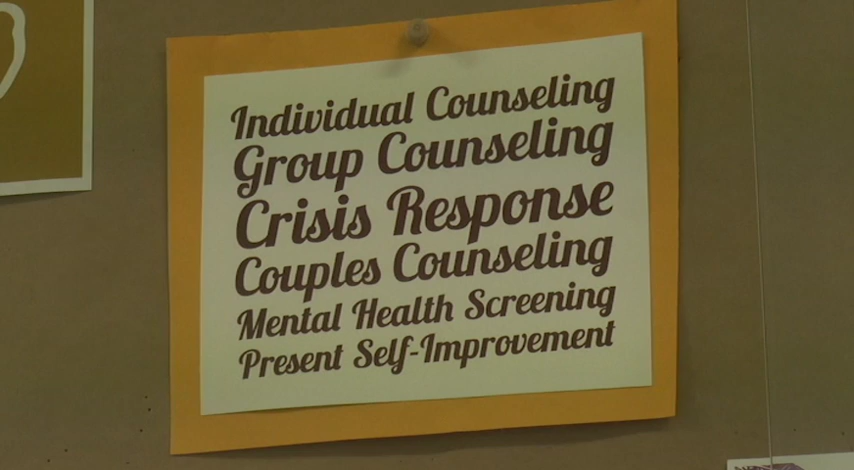 Individual Counseling
Group Counseling
Crisis Response
Couples Counseling
Mental Health Screening
Present Self-Improvement